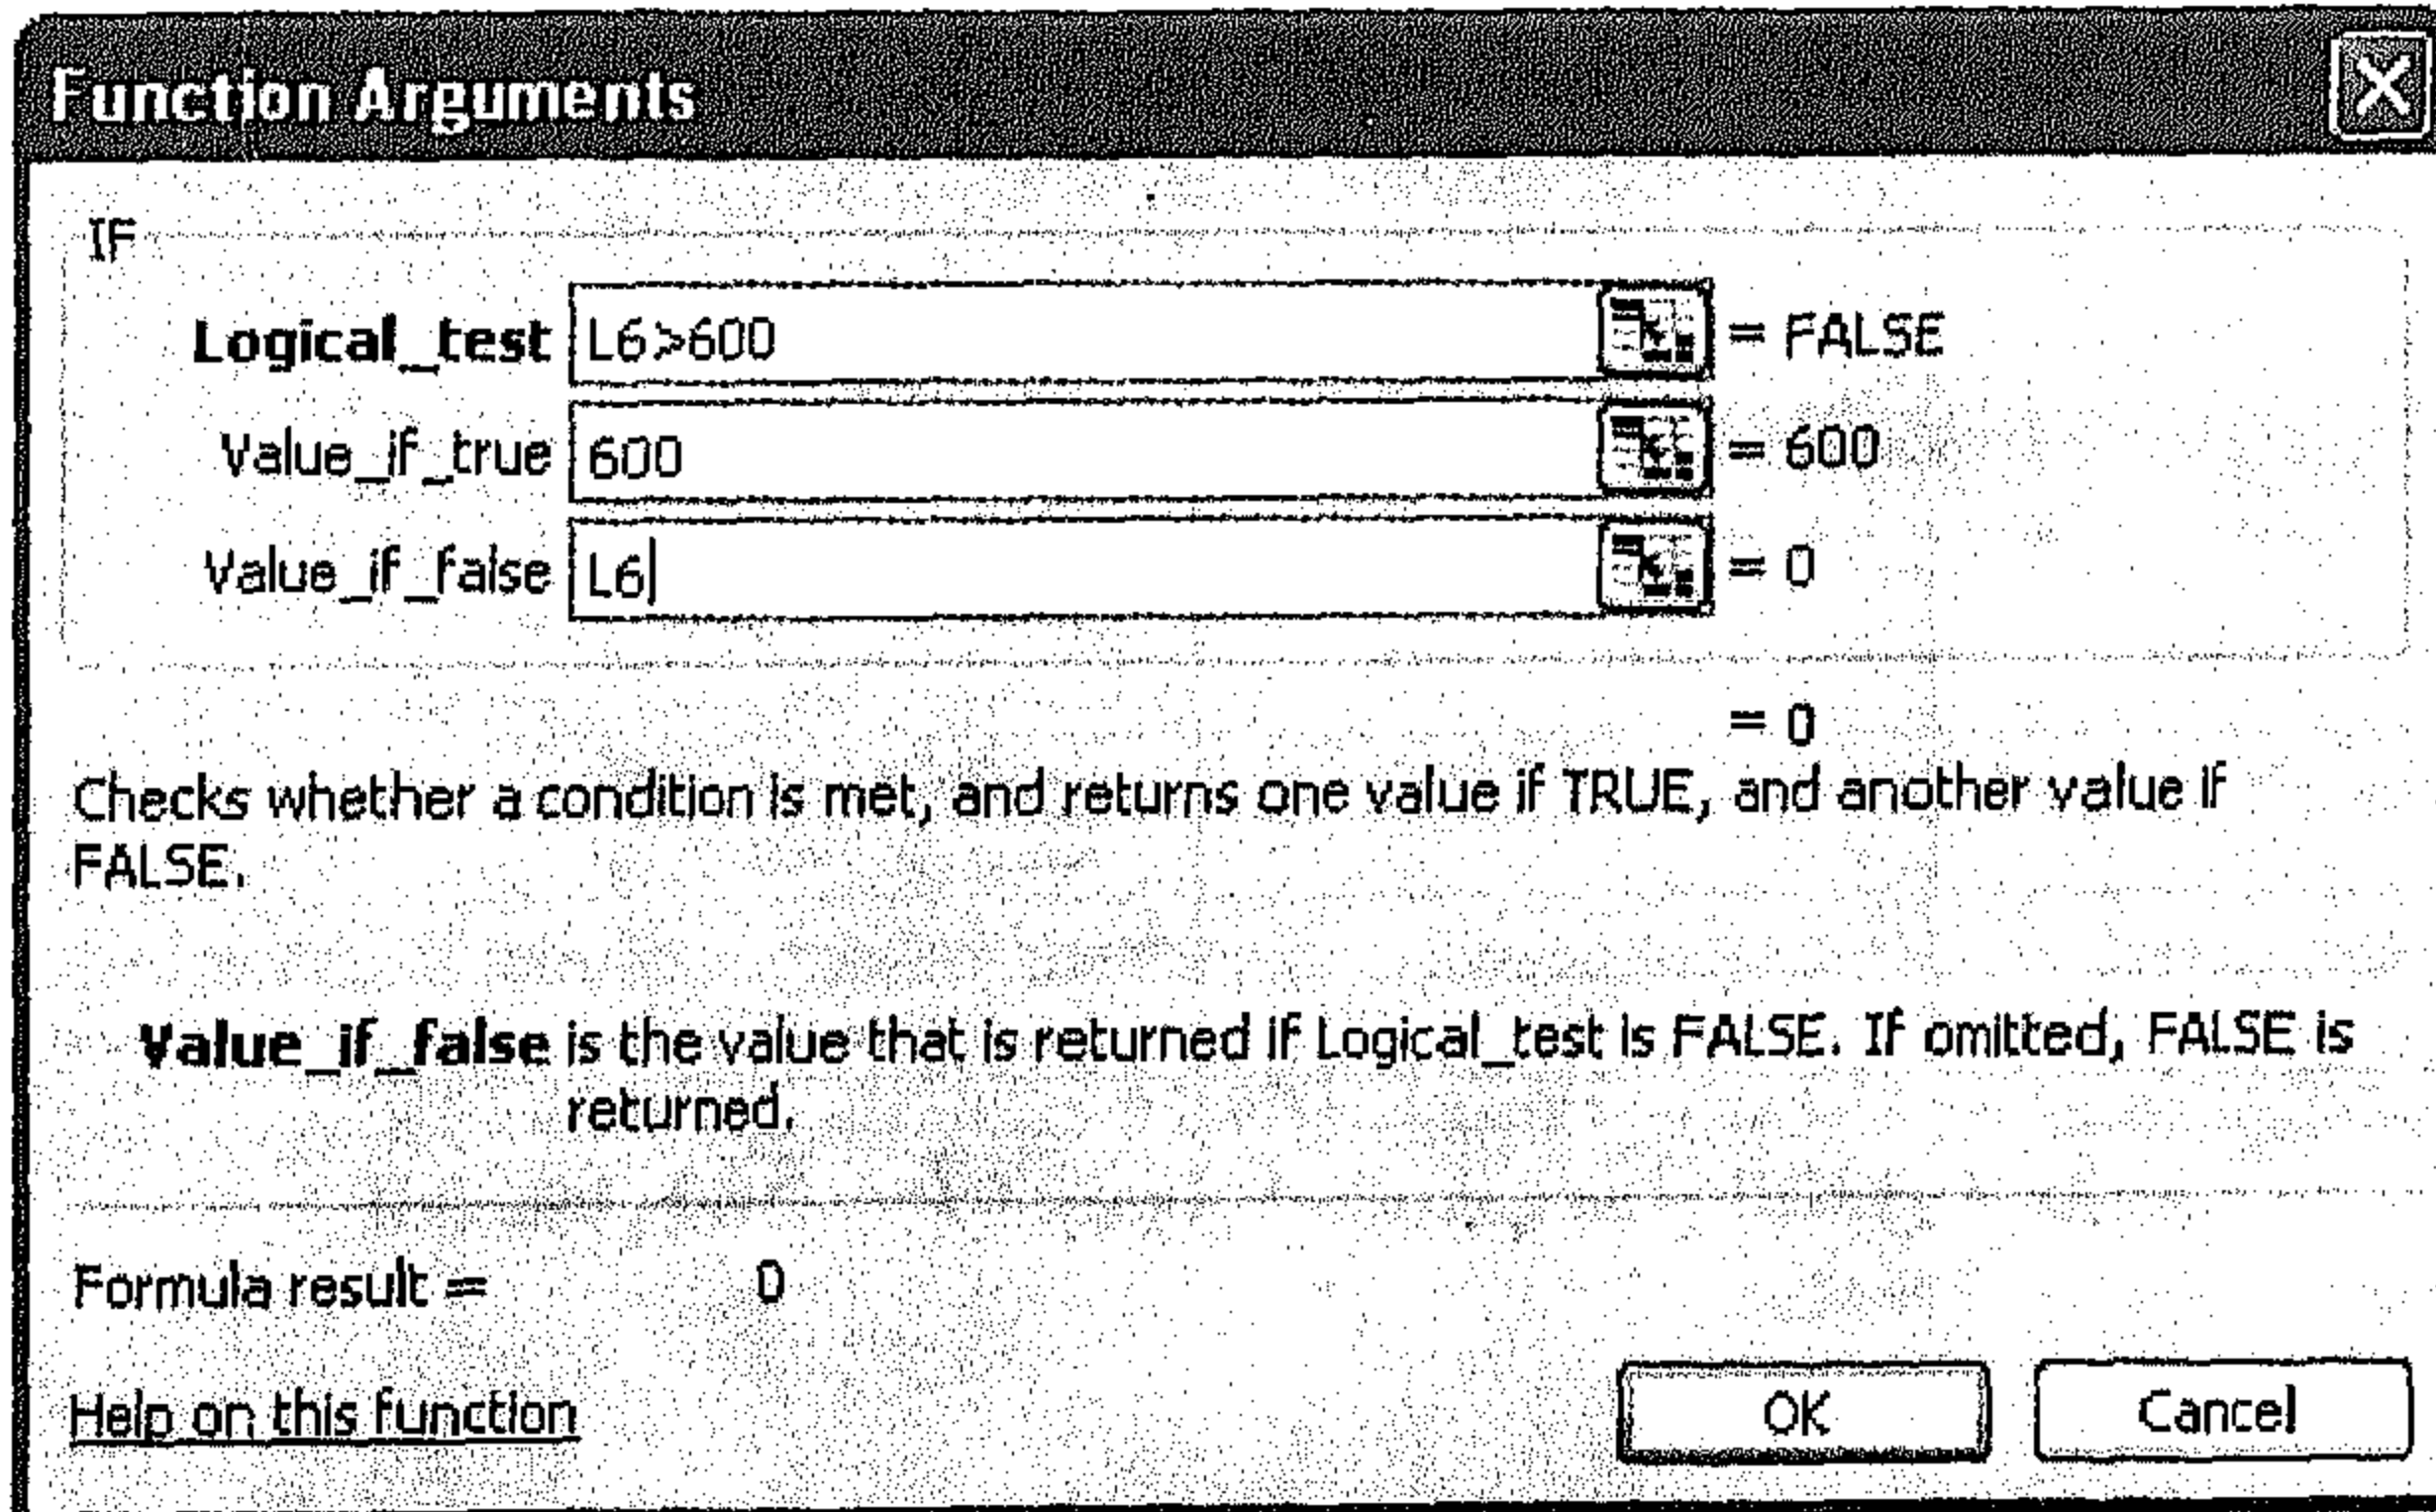 Function Arguments
IF
Logical_test L6>600 = FALSE
Value_if_true 600 = 600
Value_if_false L6 = 0
= 0
Checks whether a condition is met, and returns one value if TRUE, and another value if
FALSE.
Value_if_false is the value that is returned if Logical_test is FALSE. If omitted, FALSE is
returned.
Formula result = 0
Help on this function
OK Cancel